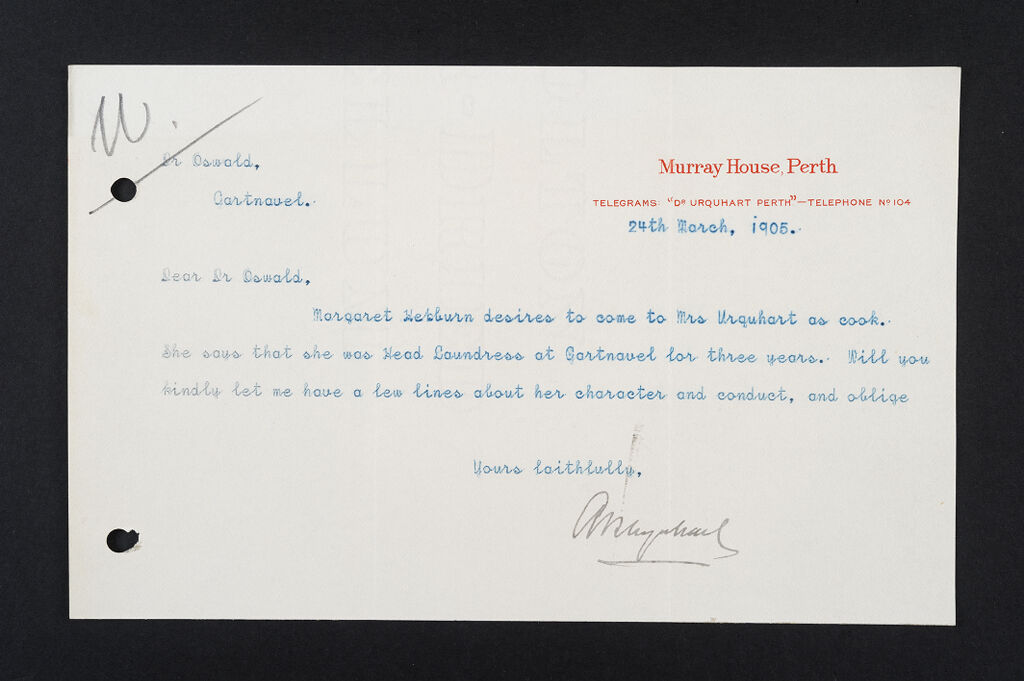 W.
Dr Oswald,
Gartnavel.
Murray House, Perth
TELEGRAMS: "DR URQUHART PERTH"—TELEPHONE No 104
24th March, 1905.
Dear Dr Oswald,
Margaret Hebburn desires to come to Mrs Urquhart as cook.
She says that she was Head Laundress at Gartnavel for three years. Will you
kindly let me have a few lines about her character and conduct, and oblige
Yours faithfully,
ARUrquhart